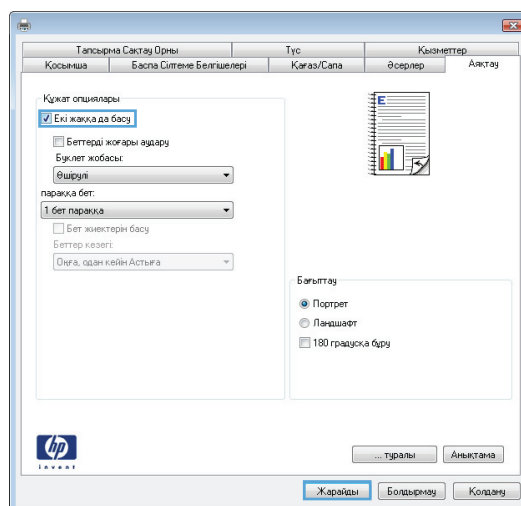 Тапсырма Сақтау Орны Түс Қызметтер
Қосымша Баспа Сілтеме Белгішелері Қағаз/Сапа Әсерлер Аяқтау
Құжат опциялары
Екі жаққа да басу
Беттерді жоғары аудару
Буклет жобасы:
Өшірулі
параққа бет:
1 бет параққа
Бет жиектерін басу
Беттер кезегі:
Оңға, одан кейін Астыға
E
Бағыттау
Портрет
Ландшафт
180 градусқа бұру
hp
invent
... туралы Анықтама
Жарайды Болдырмау Қолдану